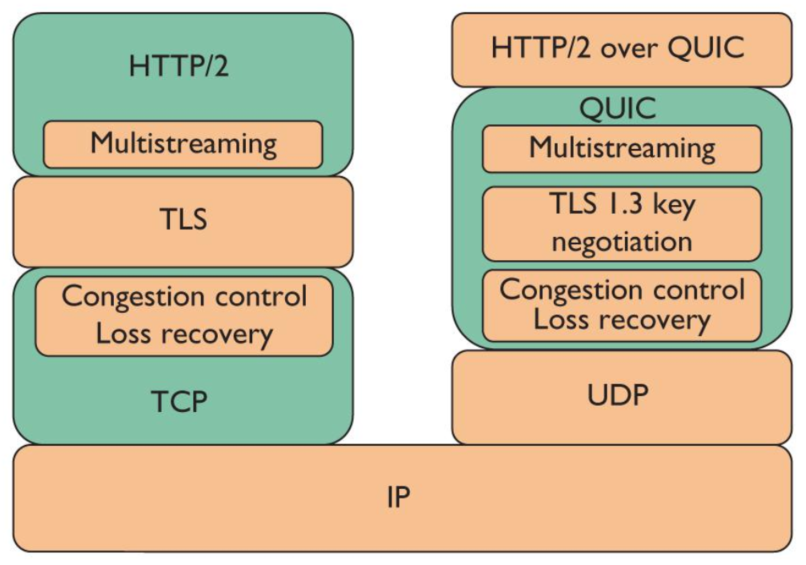 HTTP/2
Multistreaming
TLS
Congestion control
Loss recovery
TCP
HTTP/2 over QUIC
QUIC
Multistreaming
TLS 1.3 key
negotiation
Congestion control
Loss recovery
UDP
IP